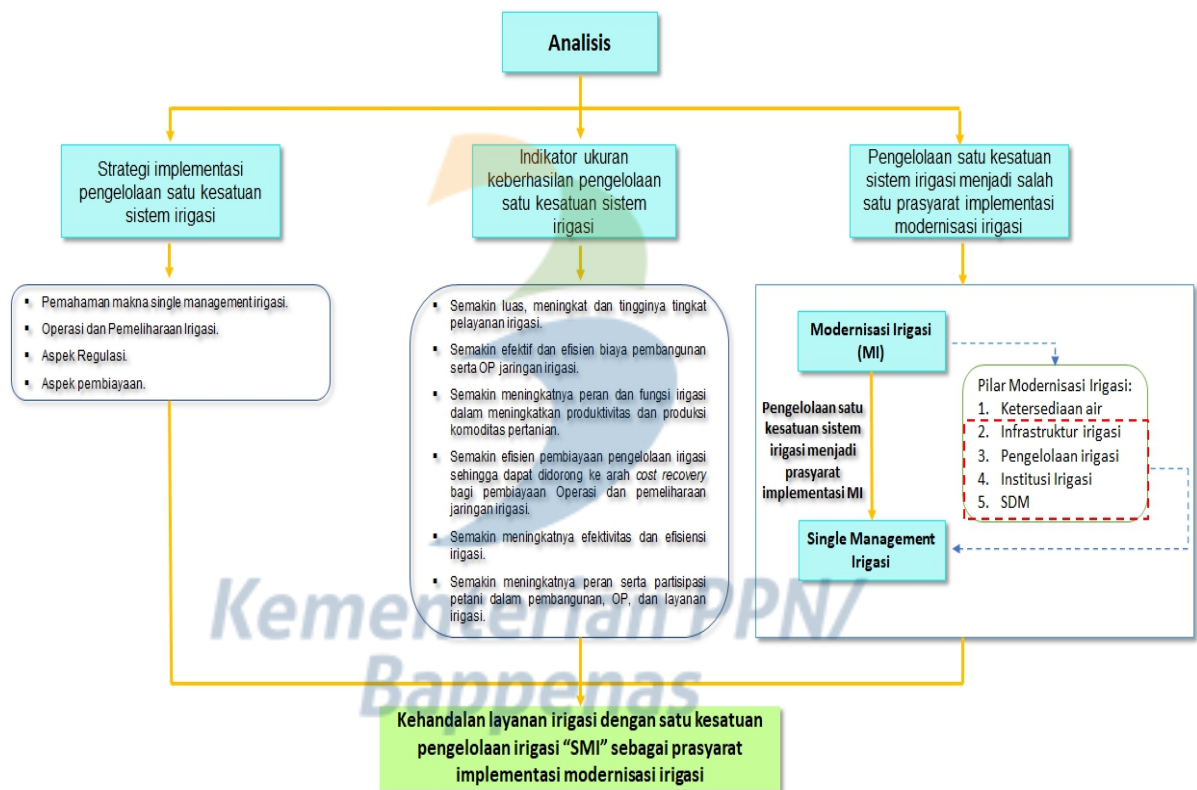 Analisis
Strategi implementasi
pengelolaan satu kesatuan
sistem irigasi
Indikator ukuran
keberhasilan pengelolaan
satu kesatuan sistem
irigasi
Pengelolaan satu kesatuan
sistem irigasi menjadi salah
satu prasyarat implementasi
modernisasi irigasi
▪ Pemahaman makna single management irigasi.
▪ Operasi dan Pemeliharaan Irigasi.
▪ Aspek Regulasi.
▪ Aspek pembiayaan.
▪ Semakin luas, meningkat dan tingginya tingkat
pelayanan irigasi.
▪ Semakin efektif dan efisien biaya pembangunan
serta OP jaringan irigasi.
▪ Semakin meningkatnya peran dan fungsi irigasi
dalam meningkatkan produktivitas dan produksi
komoditas pertanian.
▪ Semakin efisien pembiayaan pengelolaan irigasi
sehingga dapat didorong ke arah cost recovery
bagi pembiayaan Operasi dan pemeliharaan
jaringan irigasi.
▪ Semakin meningkatnya efektivitas dan efisiensi
irigasi.
▪ Semakin meningkatnya peran serta partisipasi
petani dalam pembangunan, OP, dan layanan
irigasi.
Modernisasi Irigasi
(MI)
Pengelolaan satu
kesatuan sistem
irigasi menjadi
prasyarat
implementasi MI
Single Management
Irigasi
Pilar Modernisasi Irigasi:
1. Ketersediaan air
2. Infrastruktur irigasi
3. Pengelolaan irigasi
4. Institusi Irigasi
5. SDM
Kementerian PPN/
Bappenas
Kehandalan layanan irigasi dengan satu kesatuan
pengelolaan irigasi “SMI” sebagai prasyarat
implementasi modernisasi irigasi